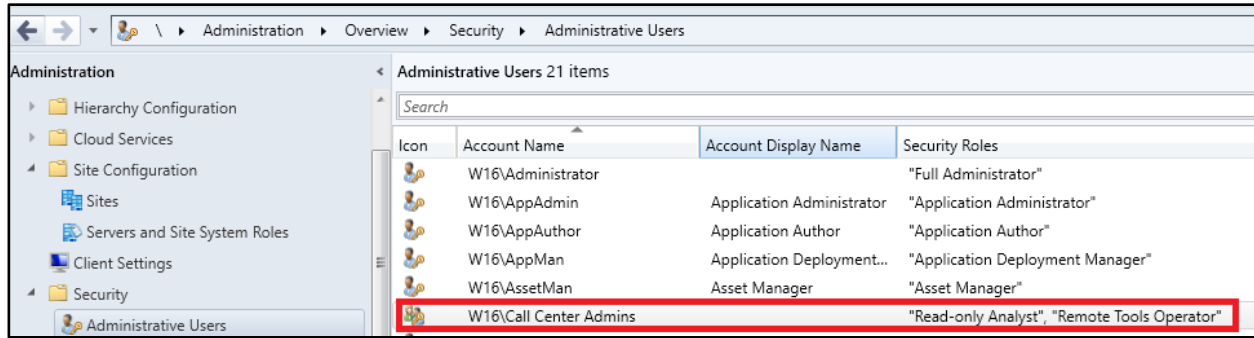 \ Administration Overview Security Administrative Users
Administration
Hierarchy Configuration
Cloud Services
Site Configuration
Sites
Servers and Site System Roles
Client Settings
Security
Administrative Users
Administrative Users 21 items
Search
Icon Account Name Account Display Name Security Roles
W16\Administrator "Full Administrator"
W16\AppAdmin Application Administrator "Application Administrator"
W16\AppAuthor Application Author "Application Author"
W16\AppMan Application Deployment... "Application Deployment Manager"
W16\AssetMan Asset Manager "Asset Manager"
W16\Call Center Admins "Read-only Analyst", "Remote Tools Operator"